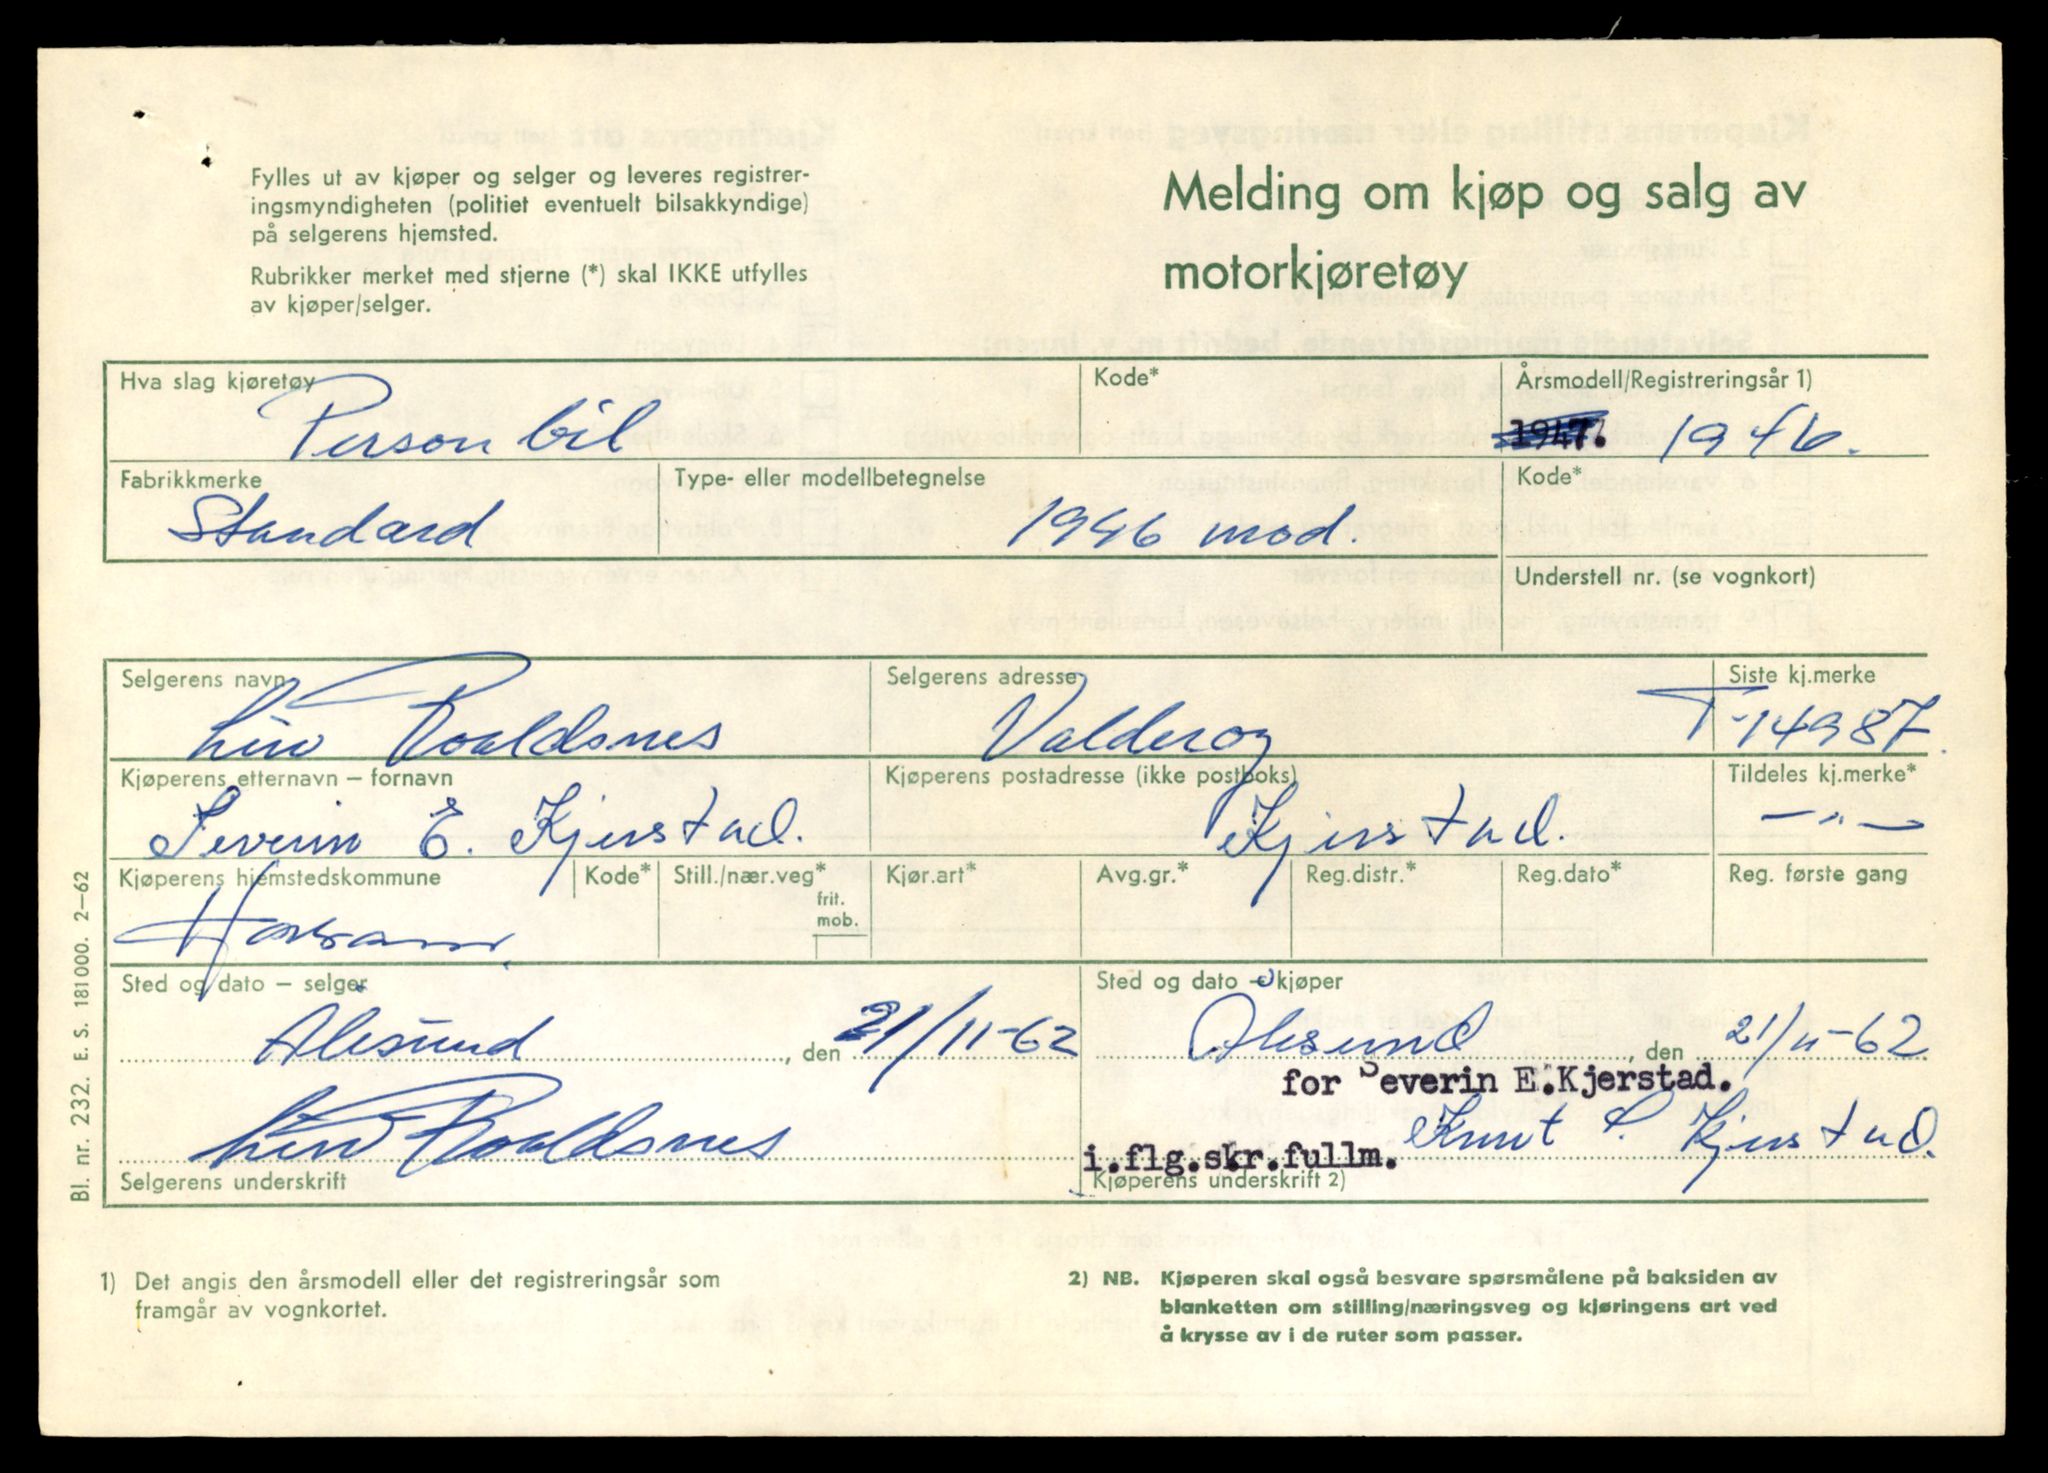 Fylles ut av kjøper og selger og leveres registrer-
ingsmyndigheten (politiet eventuelt bilsakkyndige)
på selgerens hjemsted.
Rubrikker merket med stjerne (*) skal IKKE utfylles
av kjøper/selger.
Melding om kjøp og salg av
motorkjøretøy
Hva slag kjøretøy
Person bil
Kode*
Årsmodell/Registreringsår 1)
1947. 1946.
Fabrikkmerke
Standard
Type- eller modellbetegnelse
1946 mod.
Kode*
Understell nr. (se vognkort)
Selgerens navn
Liv Roaldsnes
Selgerens adresse
Valderøy
Siste kj.merke
T-14987.
Kjøperens etternavn – fornavn
Severin E. Kjerstad.
Kjøperens postadresse (ikke postboks)
Kjerstad.
Tildeles kj.merke*
— " —
Kjøperens hjemstedskommune
Kode*
Still./nær.veg*
frit.
mob.
Kjør.art*
Avg.gr.*
Reg.distr.*
Reg.dato*
Reg. første gang
Sted og dato – selger
Ålesund, den 21/11-62
Liv Roaldsnes
Selgerens underskrift
Sted og dato – kjøper
Ålesund, den 21/11-62
for Severin E.Kjerstad.
i.flg.skr.fullm. Knut S. Kjerstad.
Kjøperens underskrift 2)
1) Det angis den årsmodell eller det registreringsår som
framgår av vognkortet.
2) NB. Kjøperen skal også besvare spørsmålene på baksiden av
blanketten om stilling/næringsveg og kjøringens art ved
å krysse av i de ruter som passer.
Bl. nr. 232. E. S. 181000. 2–62